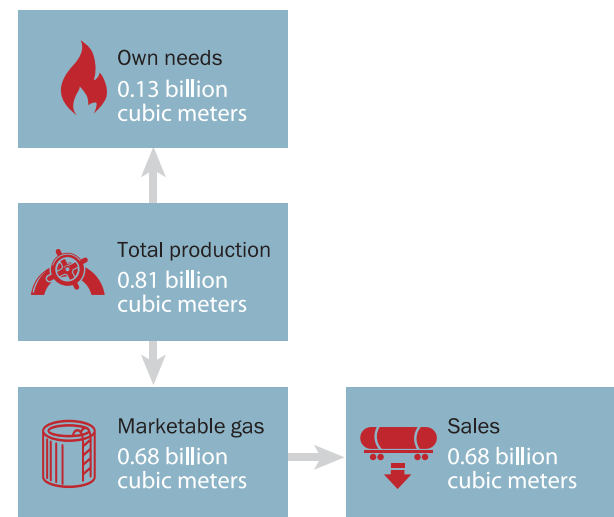 Own needs
0.13 billion
cubic meters
Total production
0.81 billion
cubic meters
Marketable gas
0.68 billion
cubic meters
Sales
0.68 billion
cubic meters